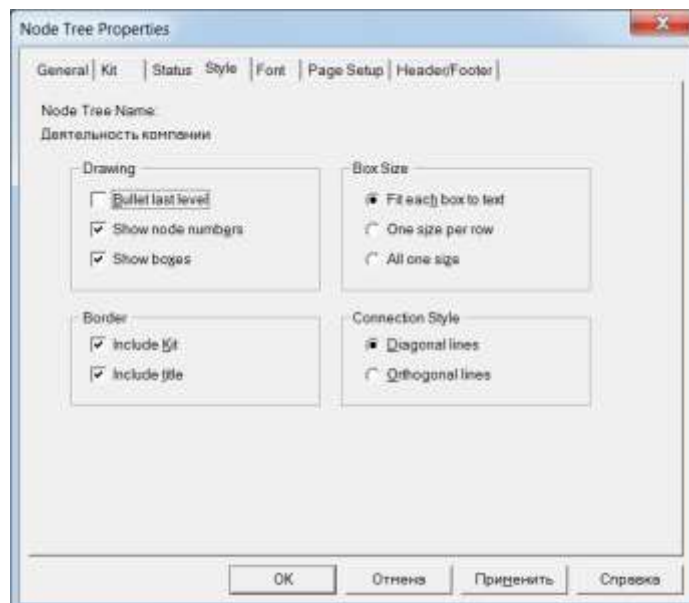 Node Tree Properties
General Kit Status Style Font Page Setup Header/Footer
Node Tree Name:
Деятельность компании
Drawing
Bullet last level
Show node numbers
Show boxes
Box Size
Fit each box to text
One size per row
All one size
Border
Include Kit
Include title
Connection Style
Diagonal lines
Orthogonal lines
OK Отмена Применить Справка